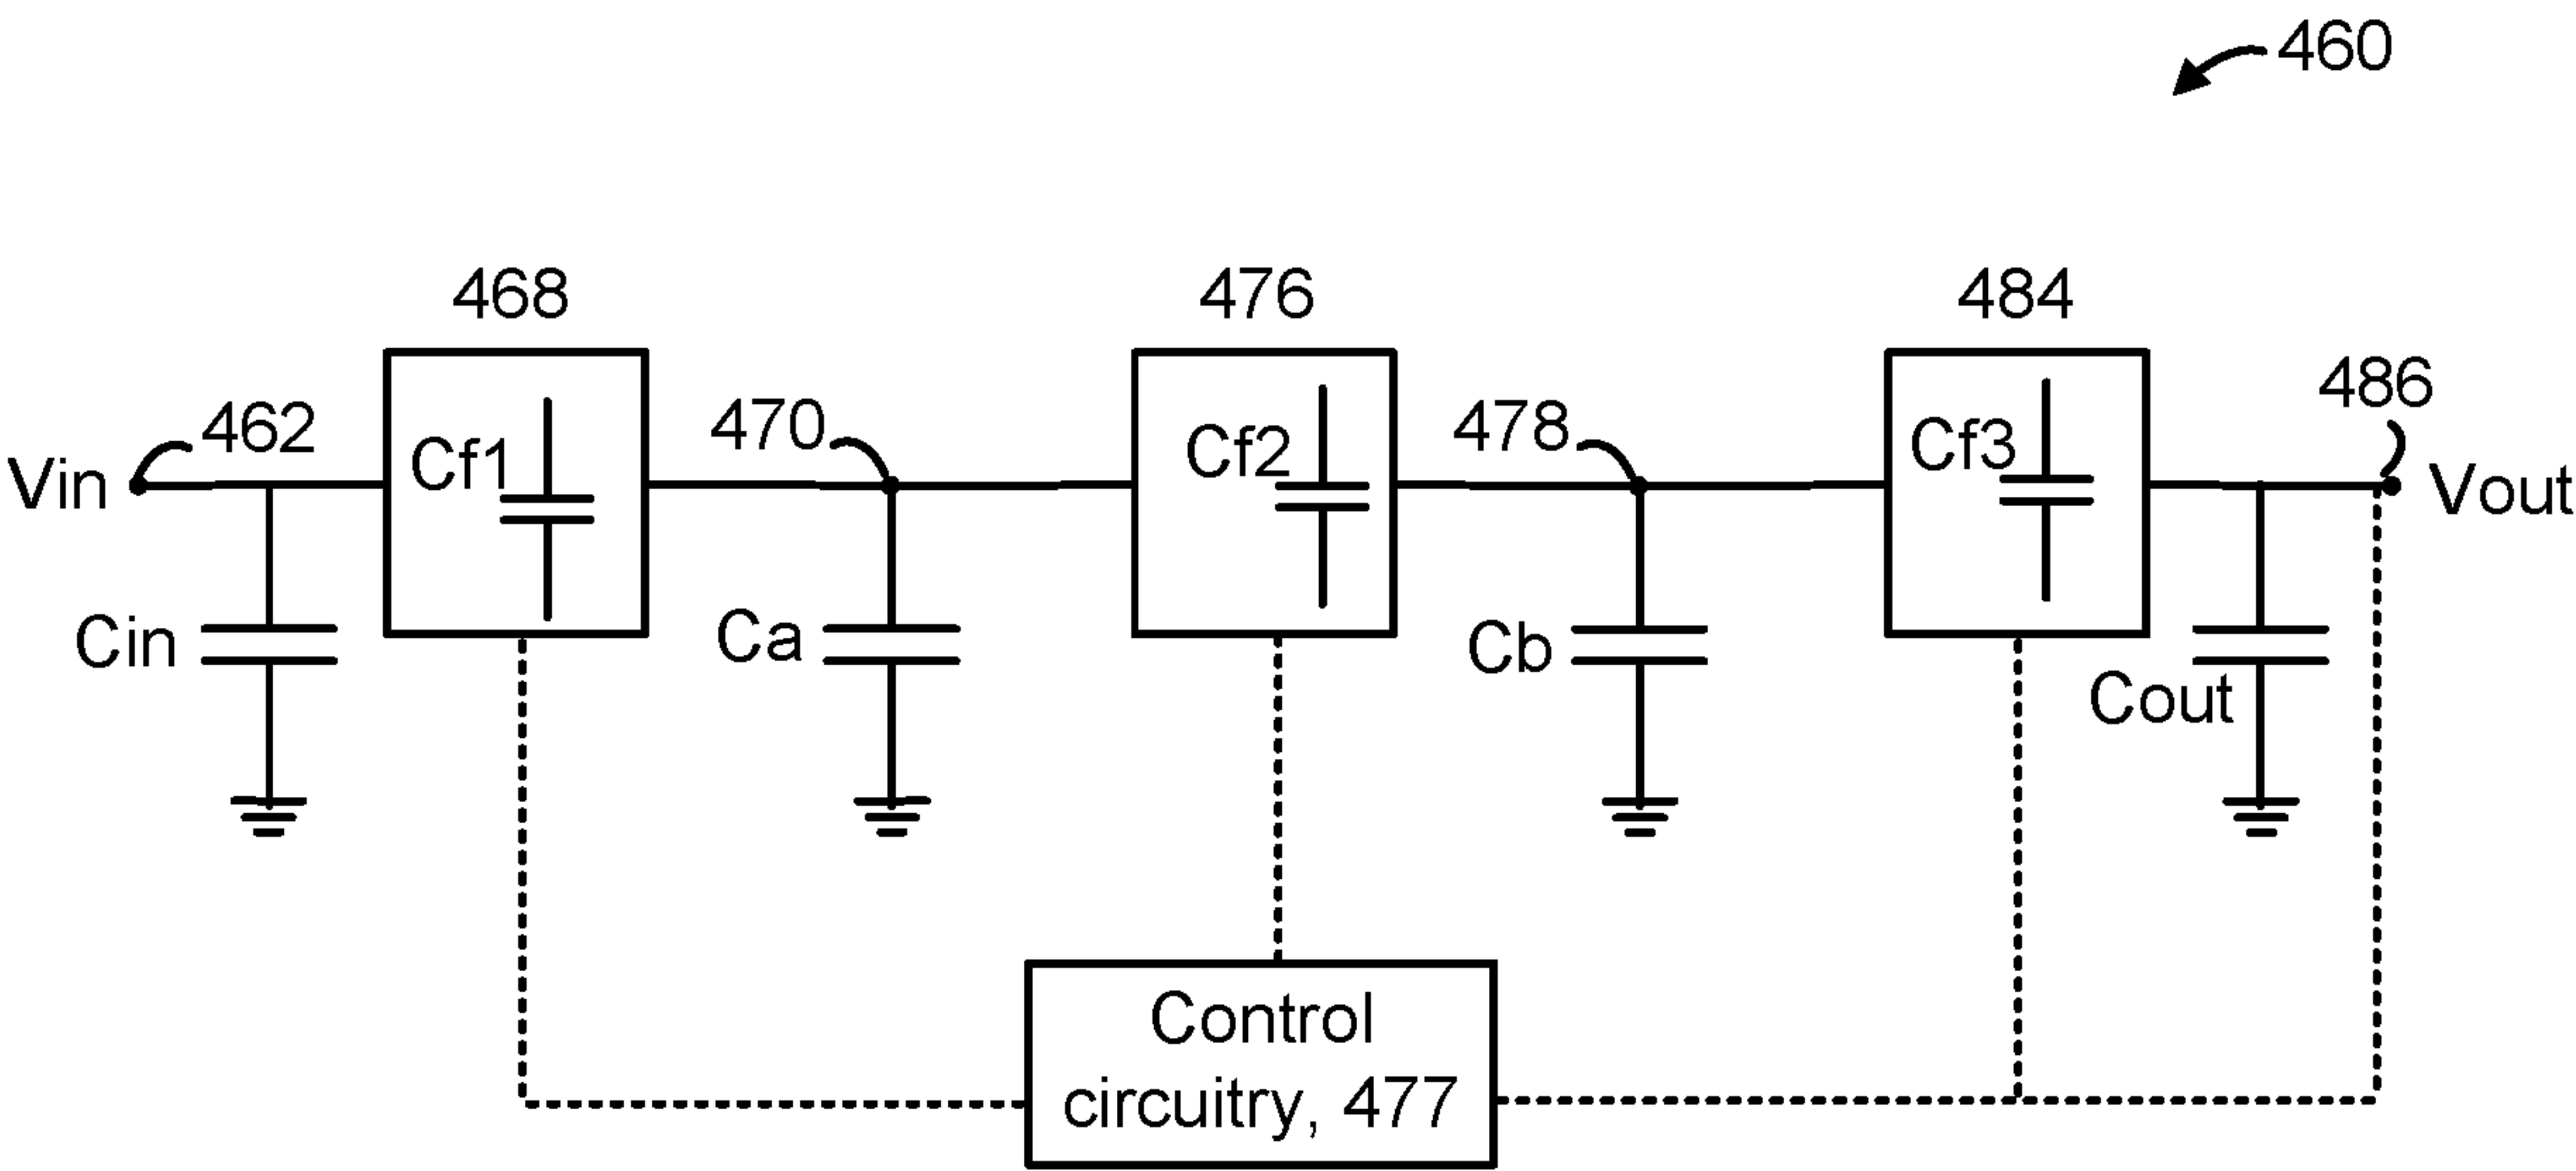 460
468
476
484
486
462
470
478
Vin
Cf1
Cf2
Cf3
Vout
Cin
Ca
Cb
Cout
Control
circuitry, 477